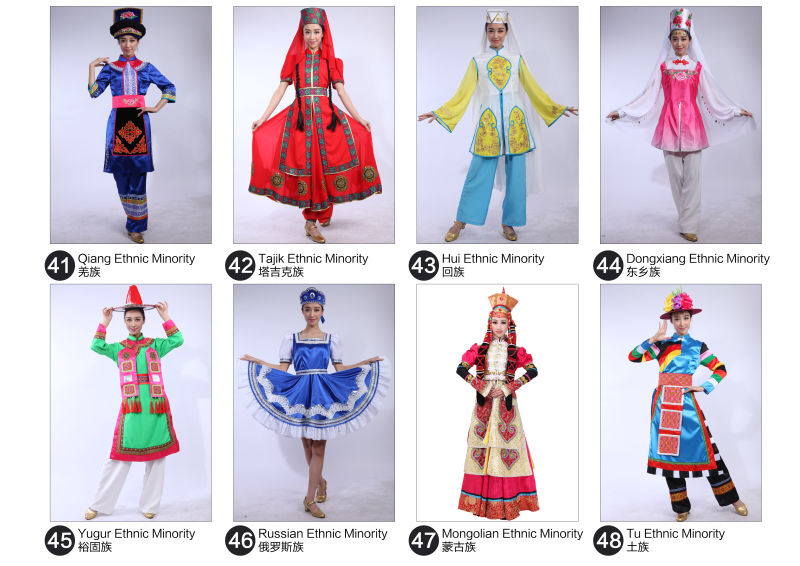 41 Qiang Ethnic Minority
羌族
42 Tajik Ethnic Minority
塔吉克族
43 Hui Ethnic Minority
回族
44 Dongxiang Ethnic Minority
东乡族
45 Yugur Ethnic Minority
裕固族
46 Russian Ethnic Minority
俄罗斯族
47 Mongolian Ethnic Minority
蒙古族
48 Tu Ethnic Minority
土族